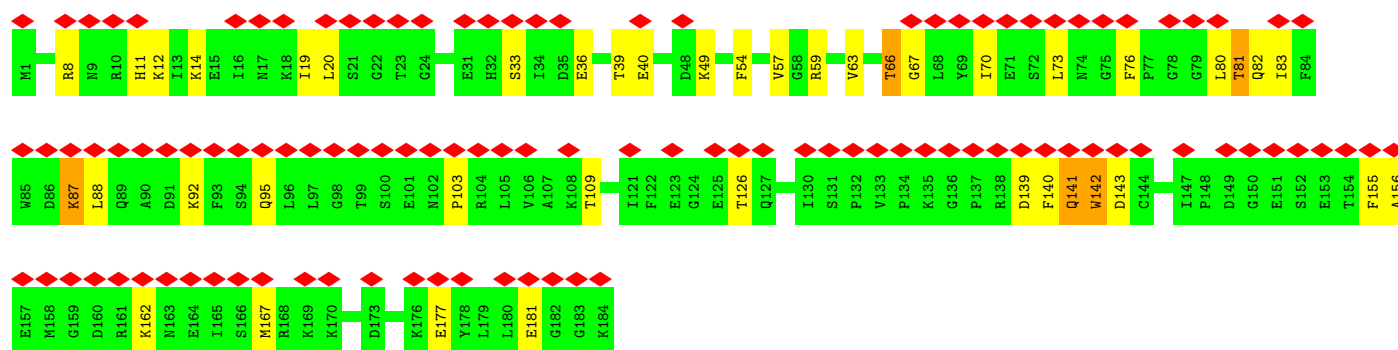 M1 R8 N9 R10 H11 K12 I13 K14 E15 I16 N17 K18 I19 L20 S21 G22 T23 G24 E31 H32 S33 I34 D35 E36 T39 E40 D48 K49 F54 V57 G58 R59 V63 T66 G67 L68 Y69 I70 E71 S72 L73 N74 G75 F76 P77 G78 G79 L80 T81 Q82 I83 F84
W85 D86 K87 L88 Q89 A90 D91 K92 F93 S94 Q95 L96 L97 G98 T99 S100 E101 N102 P103 R104 L105 V106 A107 K108 T109 I121 F122 E123 G124 E125 T126 Q127 I130 S131 P132 V133 P134 K135 G136 P137 R138 D139 F140 Q141 W142 D143 C144 I147 P148 D149 G150 E151 S152 E153 T154 F155 A156
E157 M158 G159 D160 R161 K162 N163 E164 I165 S166 M167 R168 K169 K170 D173 K176 E177 Y178 L179 L180 E181 G182 G183 K184